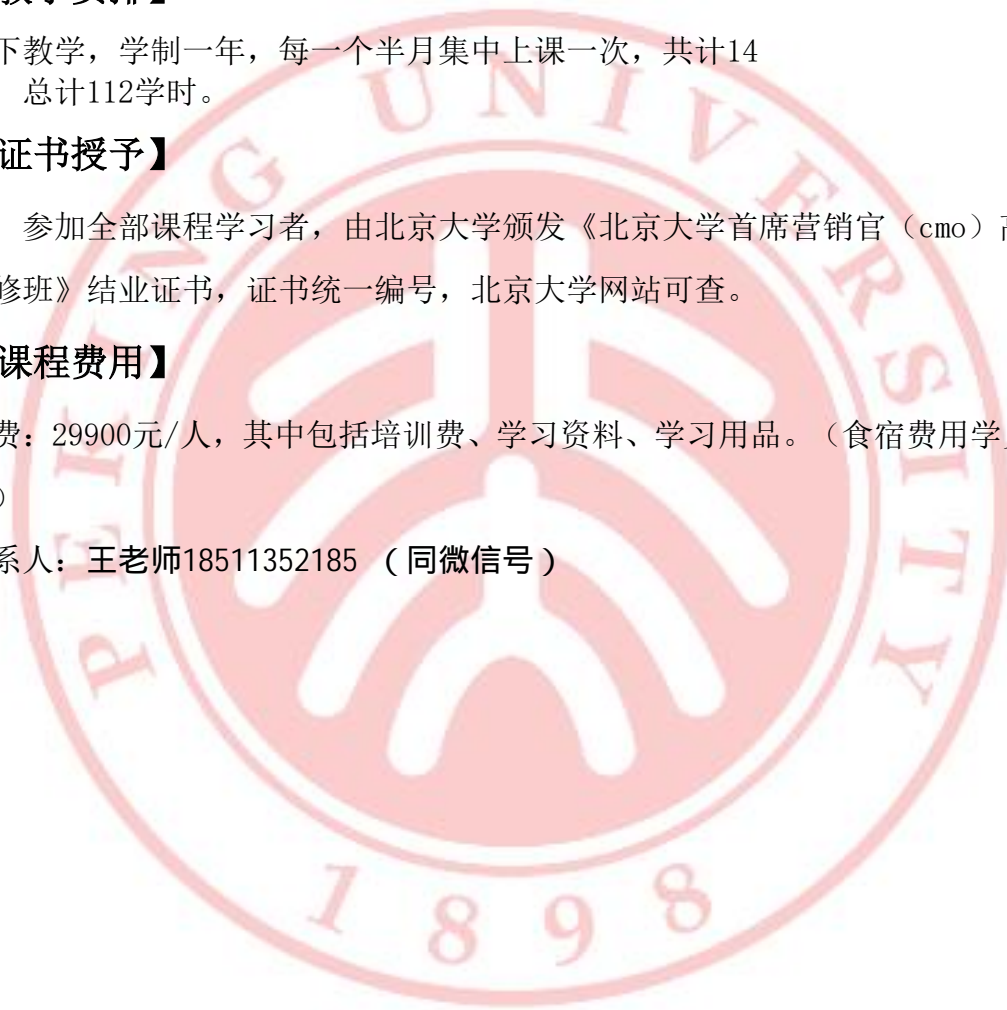 下教学，学制一年，每一个半月集中上课一次，共计14
总计112学时。
证书授予】
参加全部课程学习者，由北京大学颁发《北京大学首席营销官（cmo）高
修班》结业证书，证书统一编号，北京大学网站可查。
课程费用】
费：29900元/人，其中包括培训费、学习资料、学习用品。（食宿费用学
）
系人：王老师18511352185 （同微信号）
PEKING UNIVERSITY
1898